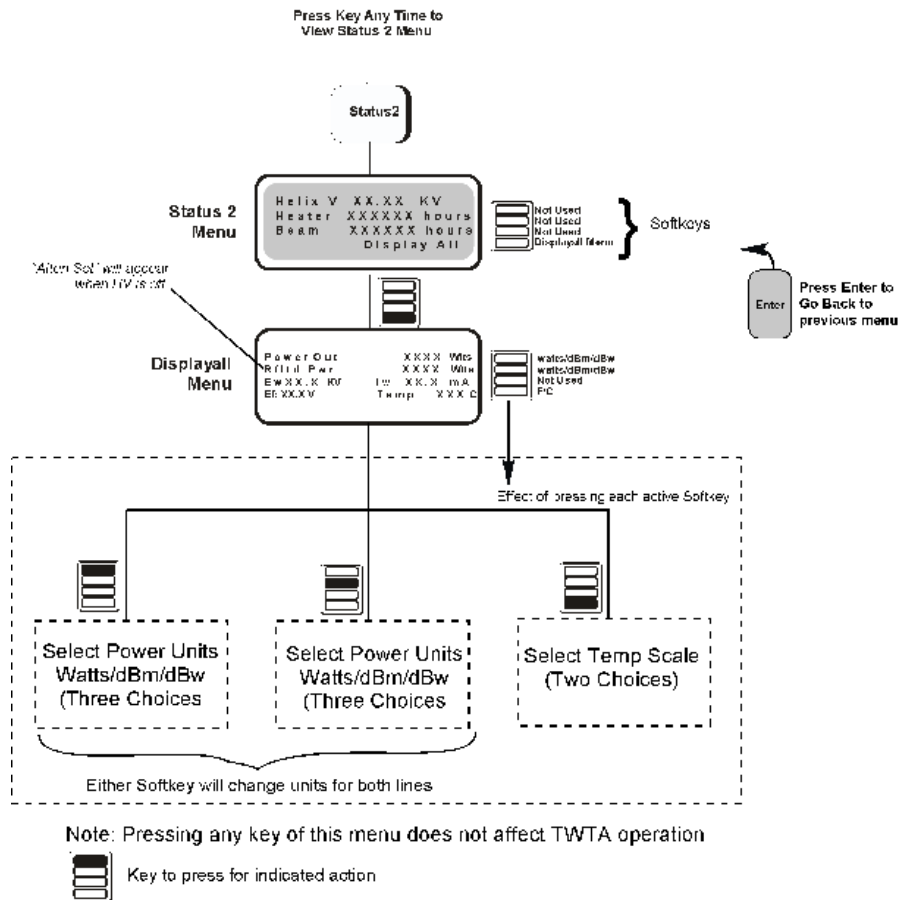 Press Key Any Time to
View Status 2 Menu
Status2
Status 2
Menu
Helix V XX.XX KV
Heater XXXXXX hours
Beam XXXXXX hours
Display All
Not Used
Not Used
Not Used
Displayall Menu
Softkeys
"Atten Set" will appear
when HV is off
Enter
Press Enter to
Go Back to
previous menu
Displayall
Menu
Power Out XXXX Wtts
Rfltd Pwr XXXX Wtts
Ew XX.X KV Iw XX.X mA
Ef: XX.X V Temp XXX C
watts/dBm/dBw
watts/dBm/dBw
Not Used
Effect of pressing each active Softkey
Select Power Units
Watts/dBm/dBw
(Three Choices
Select Power Units
Watts/dBm/dBw
(Three Choices
Select Temp Scale
(Two Choices)
Either Softkey will change units for both lines
Note: Pressing any key of this menu does not affect TWTA operation
Key to press for indicated action